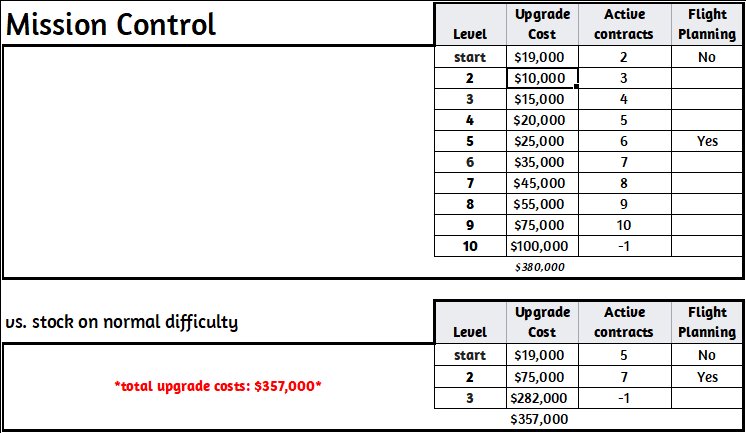 Mission Control
Level Upgrade Cost Active contracts Flight Planning
start $19,000 2 No
2 $10,000 3
3 $15,000 4
4 $20,000 5
5 $25,000 6 Yes
6 $35,000 7
7 $45,000 8
8 $55,000 9
9 $75,000 10
10 $100,000 -1
$380,000
vs. stock on normal difficulty
Level Upgrade Cost Active contracts Flight Planning
start $19,000 5 No
2 $75,000 7 Yes
*total upgrade costs: $357,000*
3 $282,000 -1
$357,000